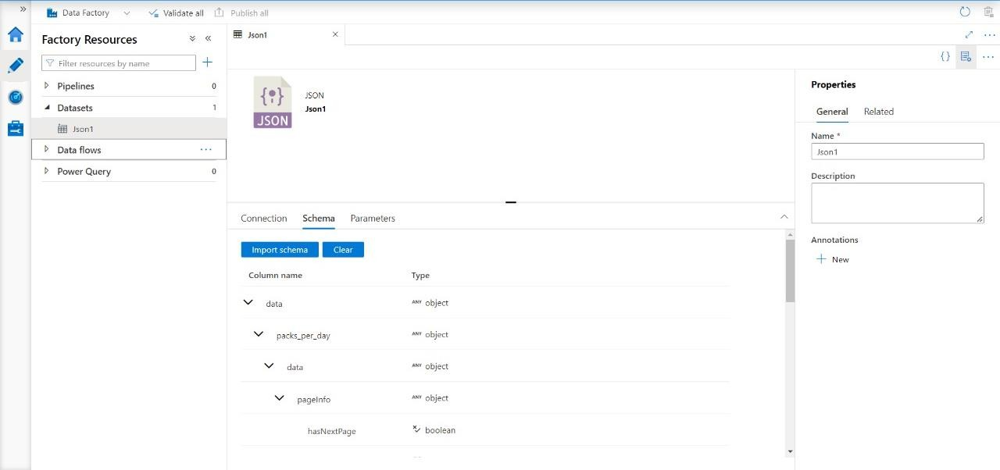 Data Factory
Validate all
Publish all
Factory Resources
Filter resources by name
Pipelines 0
Datasets 1
Json1
Data flows
Power Query 0
Json1
{•}
JSON
JSON
Json1
Connection Schema Parameters
Import schema Clear
Column name Type
data ANY object
packs_per_day ANY object
data ANY object
pageInfo ANY object
hasNextPage boolean
{}
Properties
General Related
Name *
Json1
Description
Annotations
New